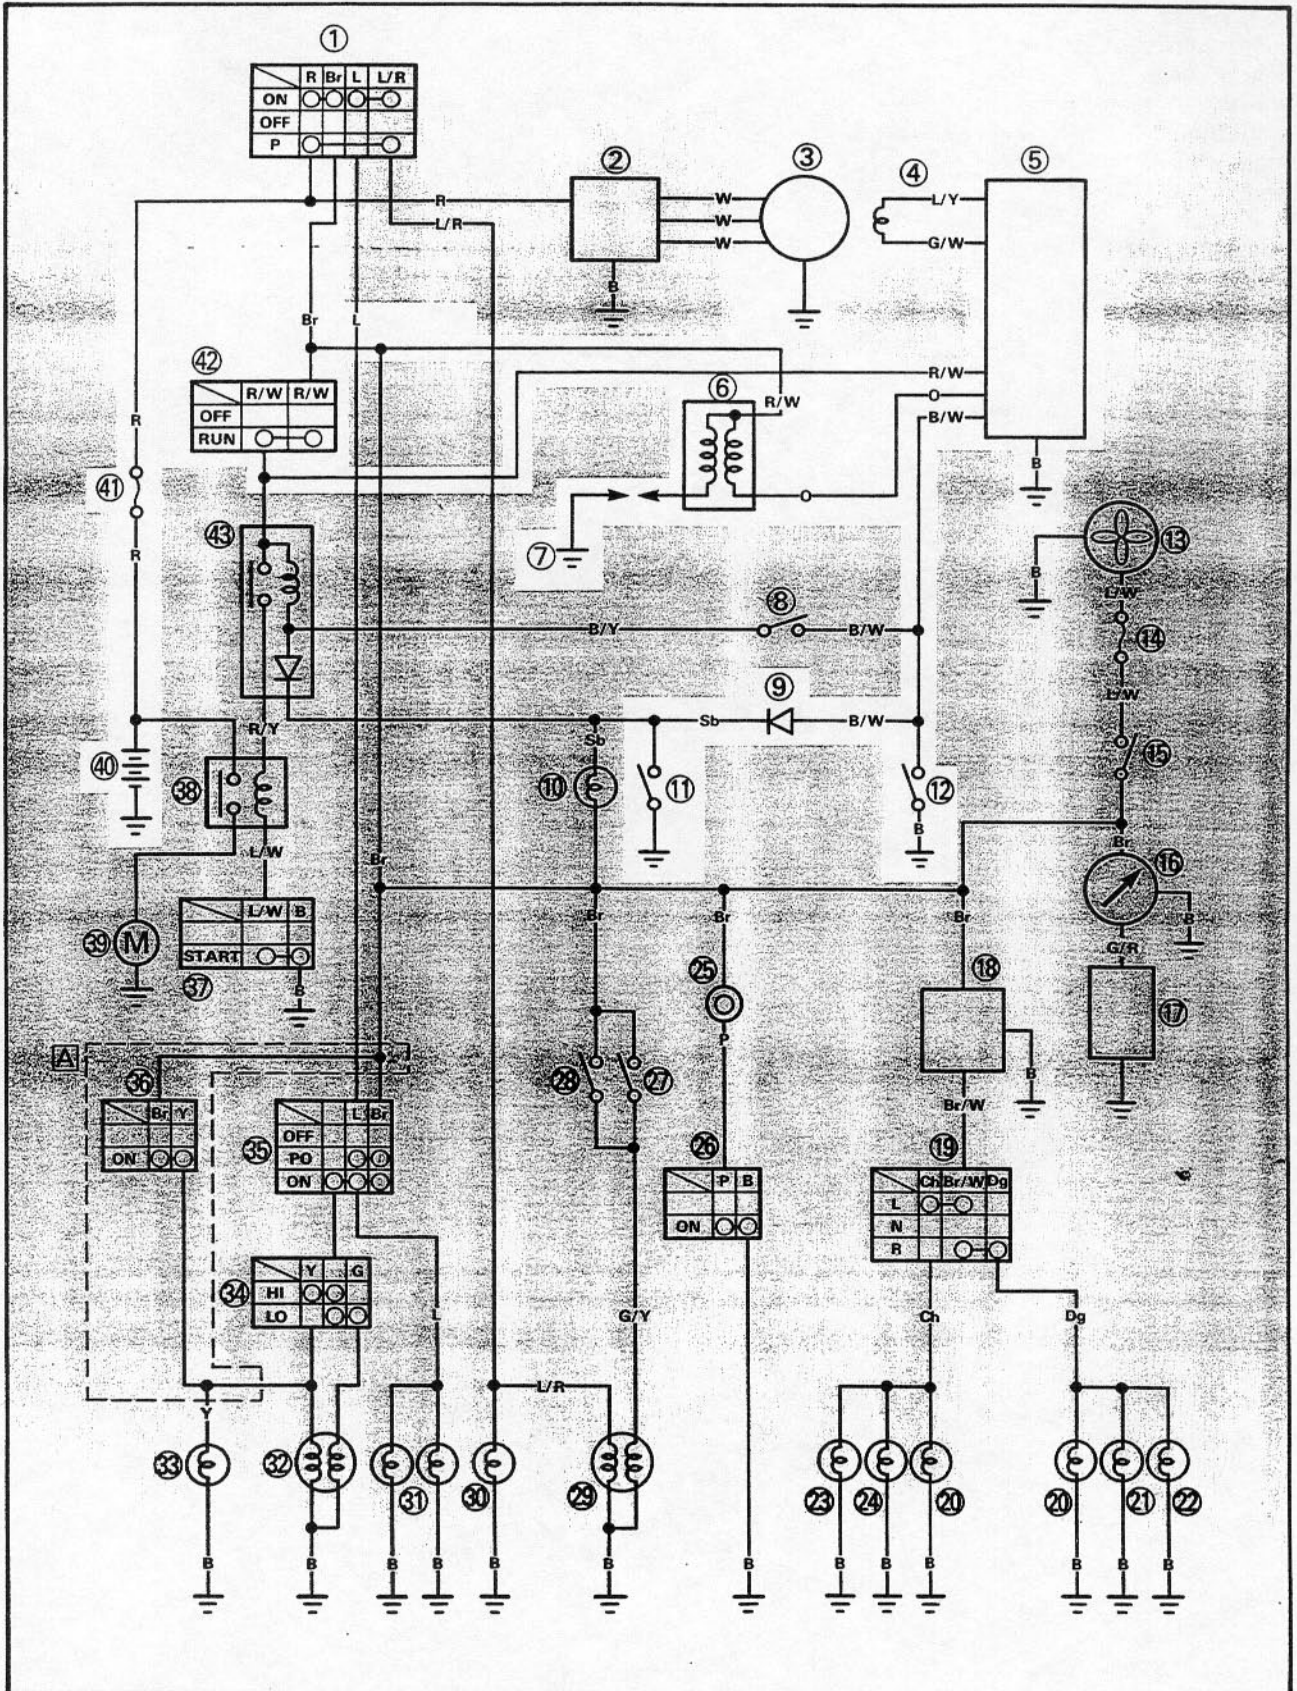 ①
R Br L L/R
ON
OFF
P
② ③ ④ ⑤
R
L/R
W
W
W
L/Y
G/W
B
Br L
㊷
R/W R/W
OFF
RUN
R
㊶
R
⑥
R/W
R/W
O
B/W
B
O
⑦
㊸
B/Y
⑧
B/W
⑨
Sb
B/W
⑬
B
L/W
⑭
L/W
⑮
R/Y
Sb
⑩
⑪
⑫
B
㊵
㊳
L/W
Br
Br
⑯
B
G/R
⑰
L/W B
START
㊲
B
㊴
M
Br
Br
Br
㉕
P
⑱
B
Br/W
A
㊱
Br Y
ON
㉟
L Br
OFF
PO
ON
㉘
㉗
㉖
P B
ON
⑲
Ch Br/W Dg
L
N
R
㉞
Y G
HI
LO
L
G/Y
Ch
Dg
L/R
Y
㉝ ㉜ ㉛ ㉚ ㉙ ㉓ ㉔ ⑳ ⑳ ㉑ ㉒
B B B B B B B B B B B B B